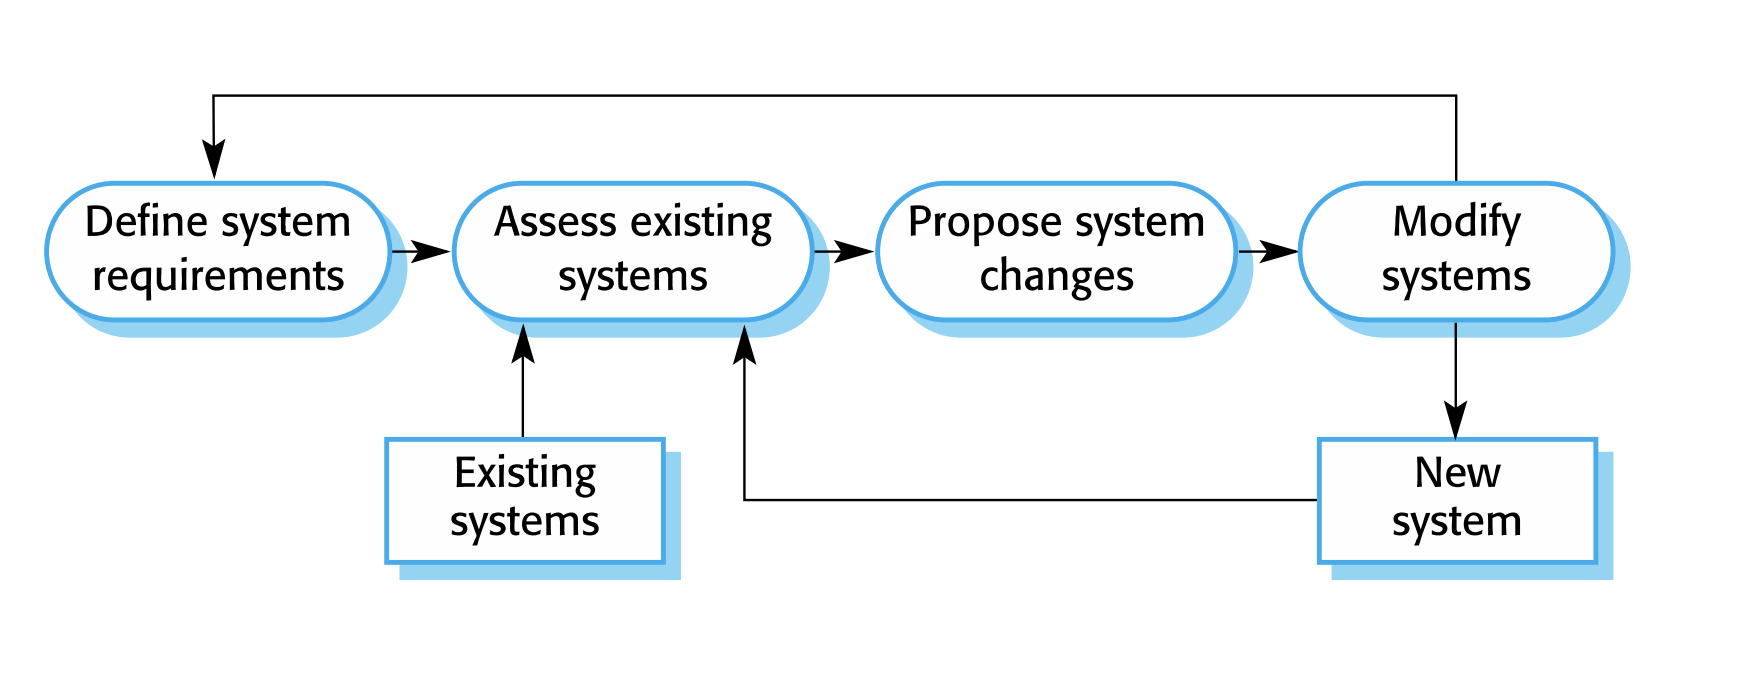 Define system
requirements
Assess existing
systems
Propose system
changes
Modify
systems
Existing
systems
New
system